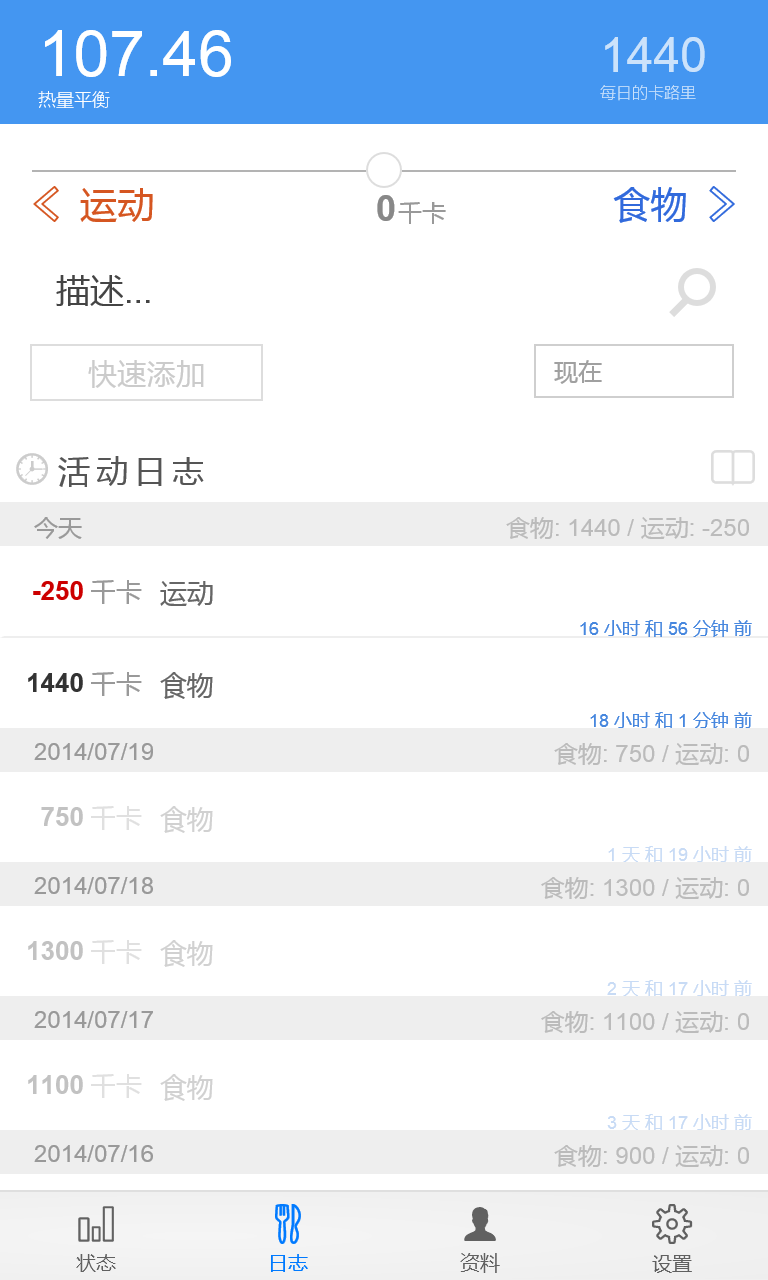 107.46 1440
热量平衡 每日的卡路里
运动 0千卡 食物
描述...
快速添加 现在
活动日志
今天 食物: 1440 / 运动: -250
-250 千卡 运动
16 小时 和 56 分钟 前
1440 千卡 食物
18 小时 和 1 分钟 前
2014/07/19 食物: 750 / 运动: 0
750 千卡 食物
1 天 和 19 小时 前
2014/07/18 食物: 1300 / 运动: 0
1300 千卡 食物
2 天 和 17 小时 前
2014/07/17 食物: 1100 / 运动: 0
1100 千卡 食物
3 天 和 17 小时 前
2014/07/16 食物: 900 / 运动: 0
状态 日志 资料 设置